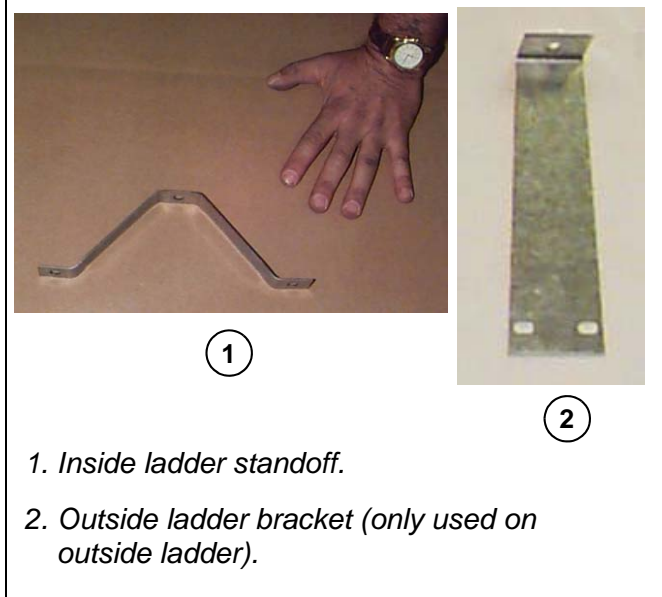 1
2
1. Inside ladder standoff.
2. Outside ladder bracket (only used on
outside ladder).